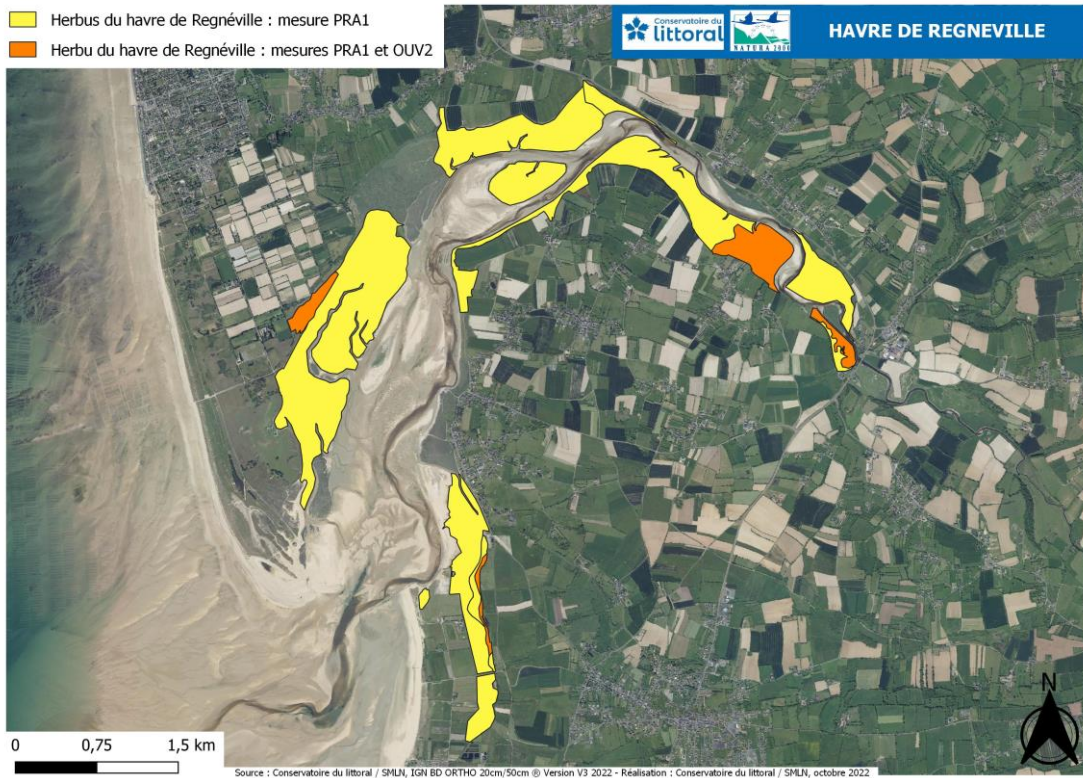 Herbus du havre de Regnéville : mesure PRA1
Herbu du havre de Regnéville : mesures PRA1 et OUV2
Conservatoire du
littoral
NATURA 2000
HAVRE DE REGNEVILLE
N
0 0,75 1,5 km
Source : Conservatoire du littoral / SMLN, IGN BD ORTHO 20cm/50cm ® Version V3 2022 - Réalisation : Conservatoire du littoral / SMLN, octobre 2022